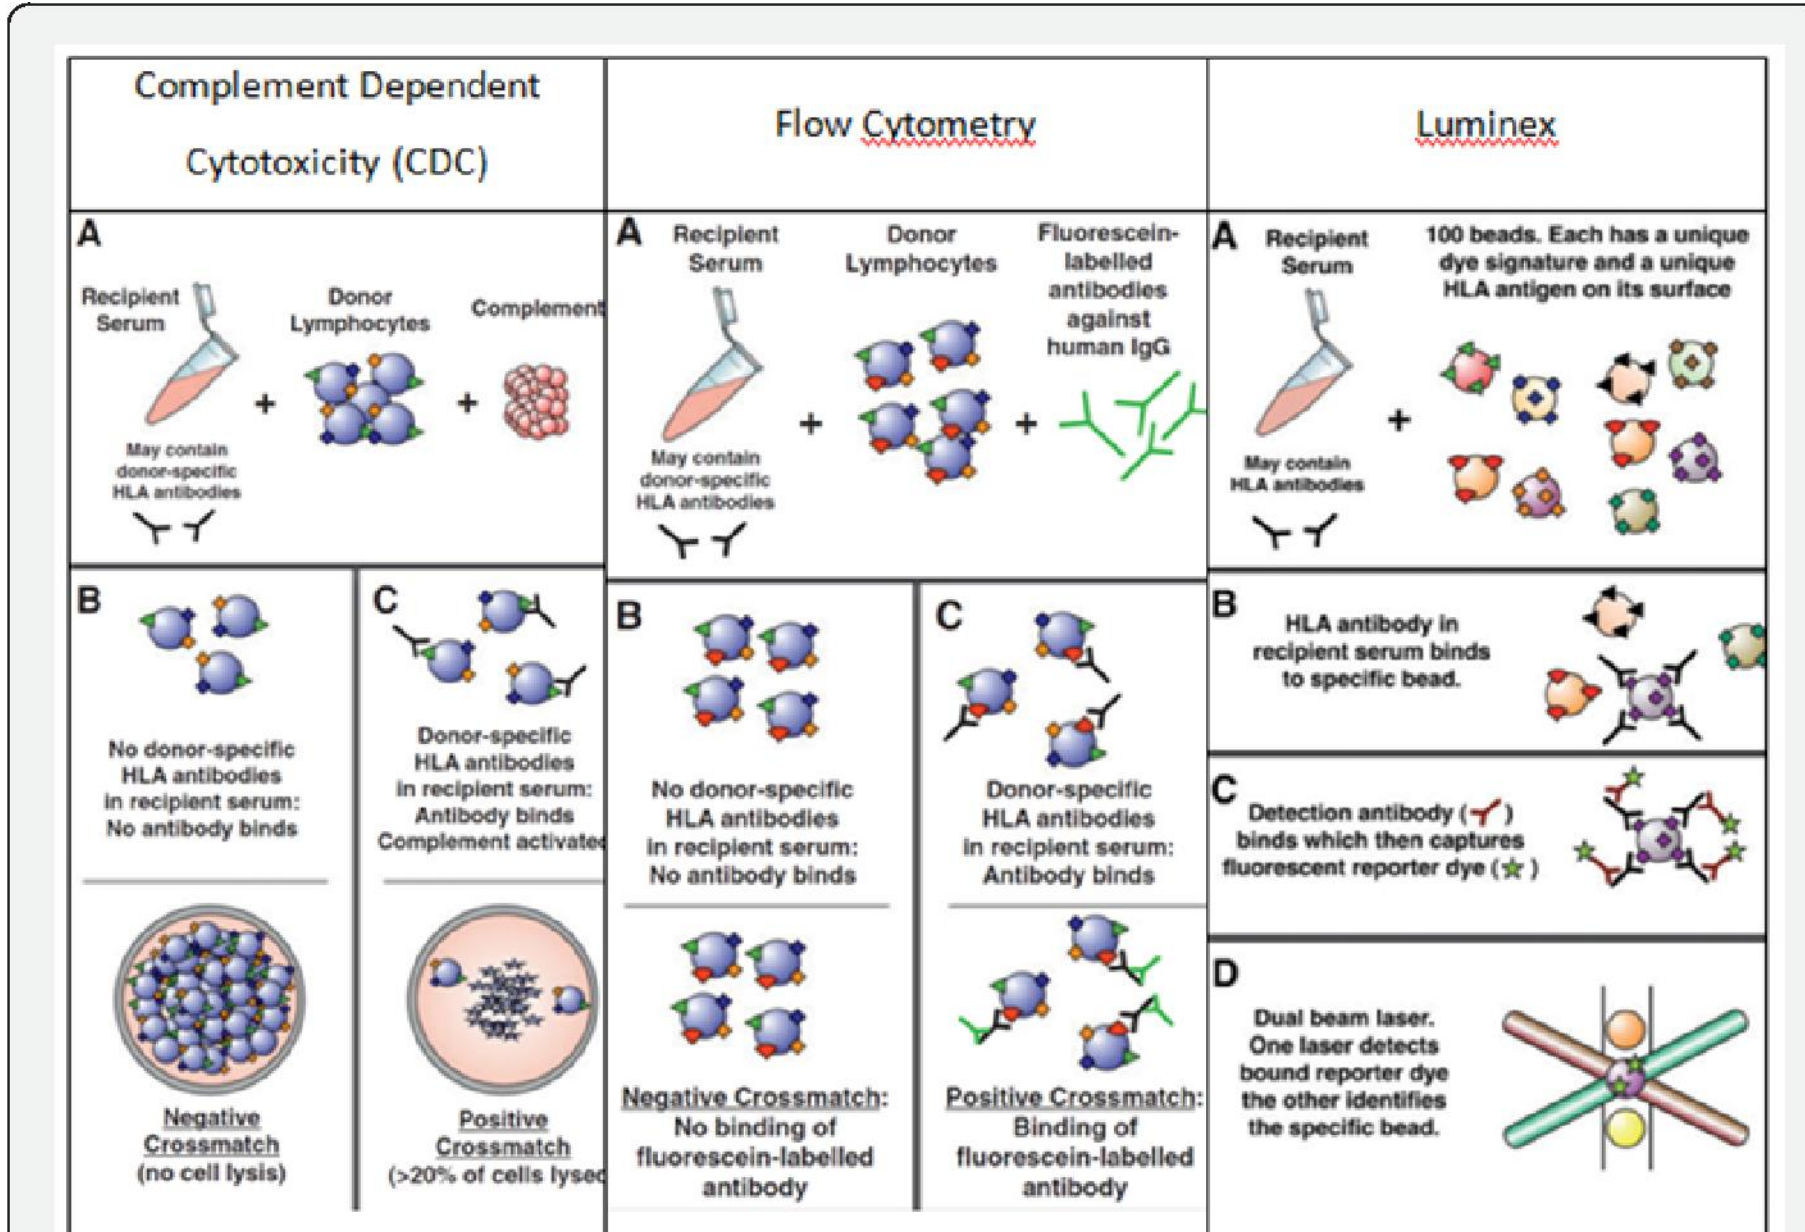 Complement Dependent
Cytotoxicity (CDC)
Flow Cytometry
Luminex
A
Recipient
Serum
Donor
Lymphocytes
Complement
+
+
May contain
donor-specific
HLA antibodies
B
No donor-specific
HLA antibodies
in recipient serum:
No antibody binds
Negative
Crossmatch
(no cell lysis)
C
Donor-specific
HLA antibodies
in recipient serum:
Antibody binds
Complement activated
Positive
Crossmatch
(>20% of cells lysed
A
Recipient
Serum
Donor
Lymphocytes
Fluorescein-
labelled
antibodies
against
human IgG
+
+
May contain
donor-specific
HLA antibodies
B
No donor-specific
HLA antibodies
in recipient serum:
No antibody binds
Negative Crossmatch:
No binding of
fluorescein-labelled
antibody
C
Donor-specific
HLA antibodies
in recipient serum:
Antibody binds
Positive Crossmatch:
Binding of
fluorescein-labelled
antibody
A
Recipient
Serum
100 beads. Each has a unique
dye signature and a unique
HLA antigen on its surface
+
May contain
HLA antibodies
B
HLA antibody in
recipient serum binds
to specific bead.
C
Detection antibody ( )
binds which then captures
fluorescent reporter dye ( )
D
Dual beam laser.
One laser detects
bound reporter dye
the other identifies
the specific bead.